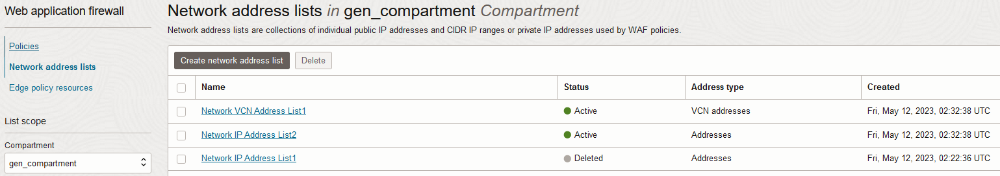 Web application firewall
Policies
Network address lists
Edge policy resources
List scope
Compartment
gen_compartment
Network address lists in gen_compartment Compartment
Network address lists are collections of individual public IP addresses and CIDR IP ranges or private IP addresses used by WAF policies.
Create network address list Delete
Name Status Address type Created
Network VCN Address List1 Active VCN addresses Fri, May 12, 2023, 02:32:38 UTC
Network IP Address List2 Active Addresses Fri, May 12, 2023, 02:32:38 UTC
Network IP Address List1 Deleted Addresses Fri, May 12, 2023, 02:22:36 UTC